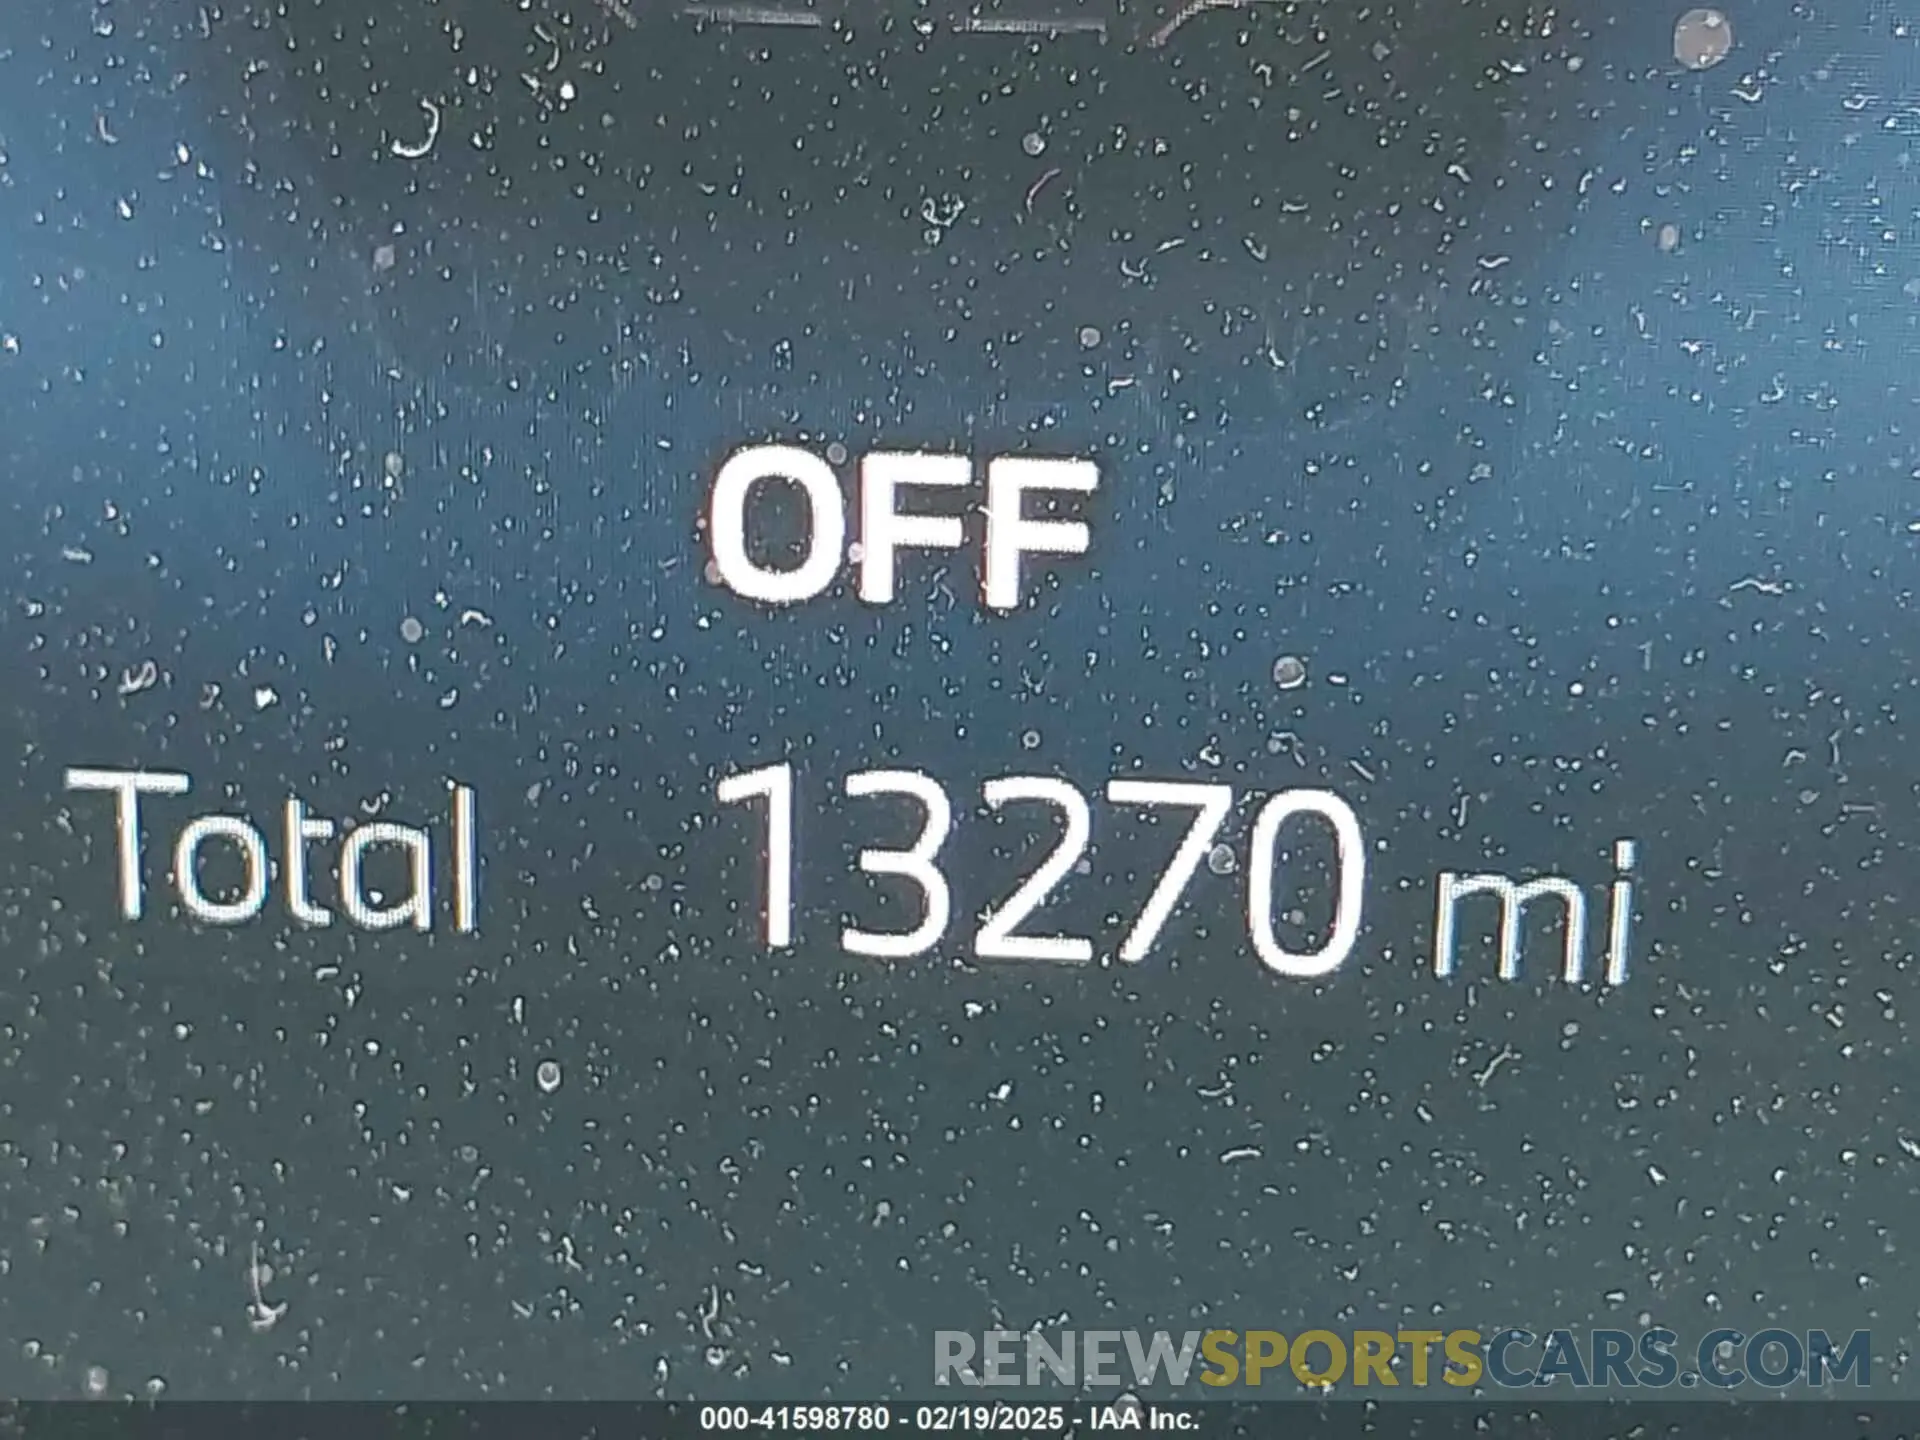 OFF
Total 13270 mi
RENEWSPORTSCARS.COM
000-41598780 - 02/19/2025 - IAA Inc.